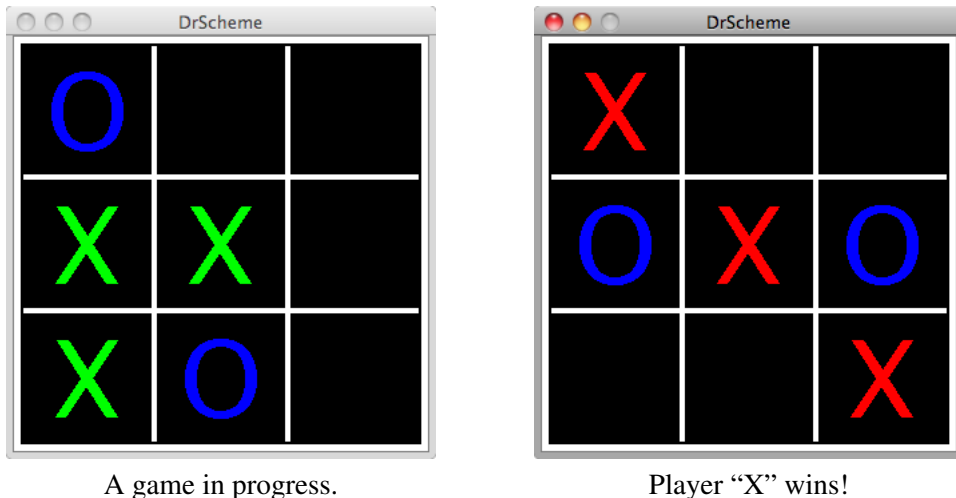 DrScheme
O
X X
X O
A game in progress.
DrScheme
X
O X O
X
Player “X” wins!